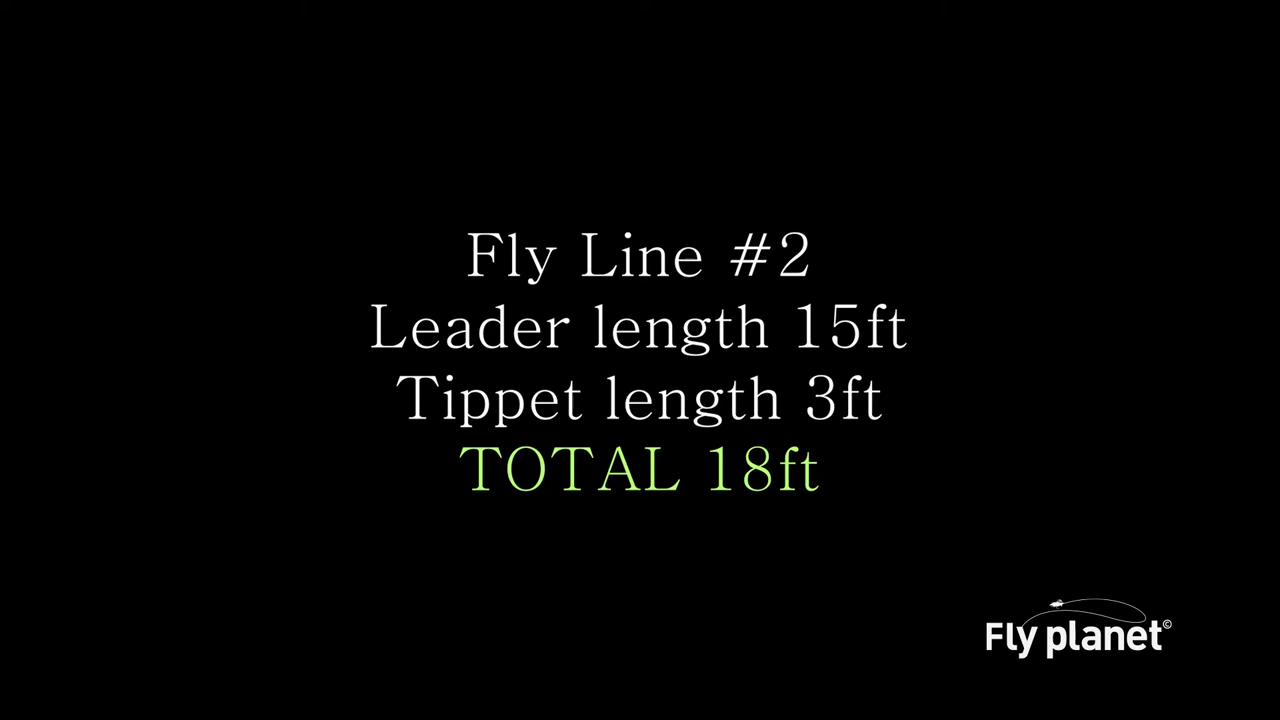 Fly Line #2
Leader length 15ft
Tippet length 3ft
TOTAL 18ft
Fly planet©